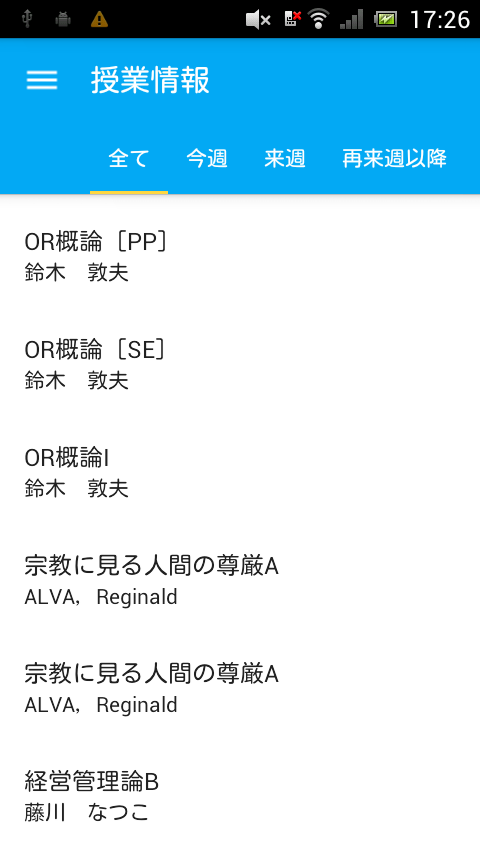 17:26
授業情報
全て 今週 来週 再来週以降
OR概論［PP］
鈴木　敦夫
OR概論［SE］
鈴木　敦夫
OR概論I
鈴木　敦夫
宗教に見る人間の尊厳A
ALVA，Reginald
宗教に見る人間の尊厳A
ALVA，Reginald
経営管理論B
藤川　なつこ